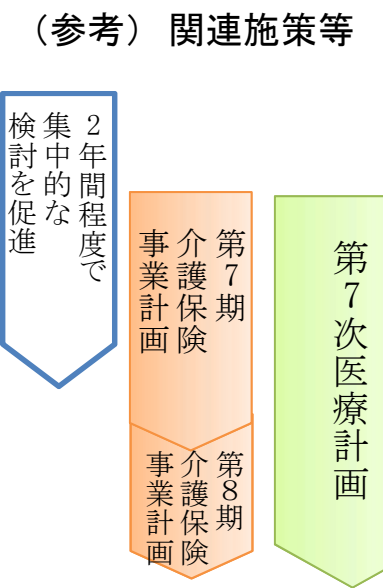 （参考） 関連施策等
２年間程度で
集中的な
検討を促進
第７期
介護保険
事業計画
第８期
介護保険
事業計画
第７次医療計画